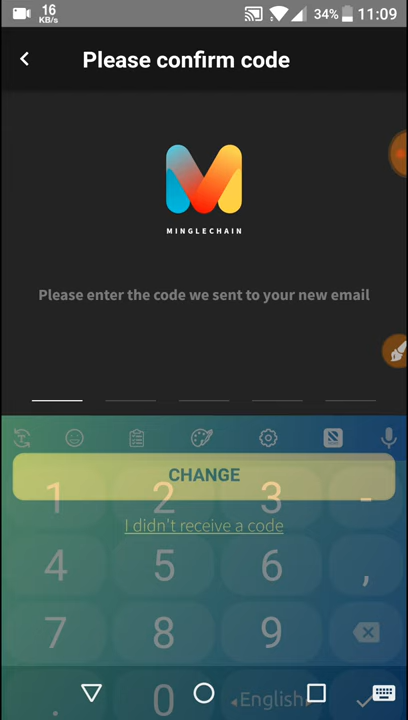 16
KB/s
34%
11:09
Please confirm code
MINGLECHAIN
Please enter the code we sent to your new email
CHANGE
1 2 3 -
I didn't receive a code
4 5 6 ,
7 8 9
. 0 English